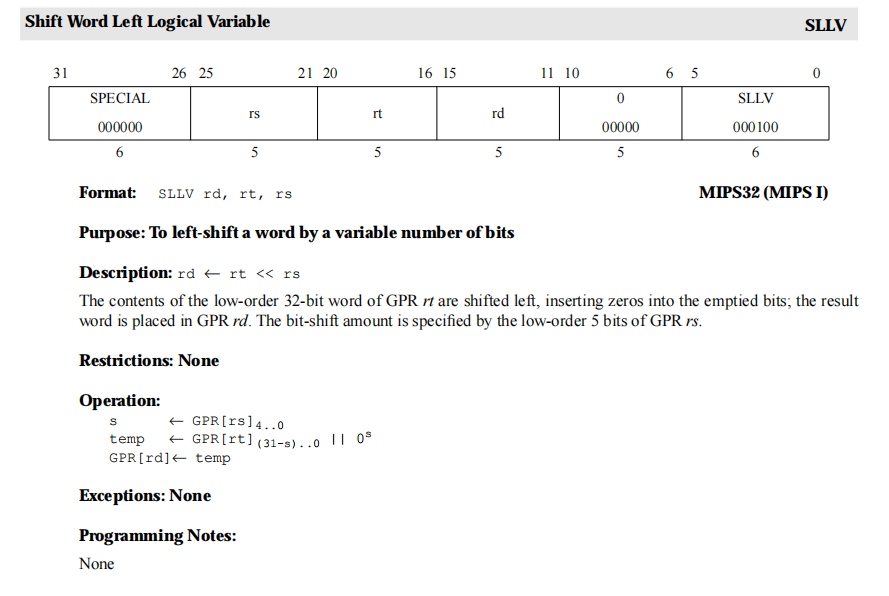 Shift Word Left Logical Variable SLLV
31 26 25 21 20 16 15 11 10 6 5 0
SPECIAL 0 SLLV
rs rt rd
000000 00000 000100
6 5 5 5 5 6
Format: SLLV rd, rt, rs MIPS32 (MIPS I)
Purpose: To left-shift a word by a variable number of bits
Description: rd ← rt << rs
The contents of the low-order 32-bit word of GPR rt are shifted left, inserting zeros into the emptied bits; the result
word is placed in GPR rd. The bit-shift amount is specified by the low-order 5 bits of GPR rs.
Restrictions: None
Operation:
s ← GPR[rs]4..0
temp ← GPR[rt](31-s)..0 || 0s
GPR[rd]← temp
Exceptions: None
Programming Notes:
None